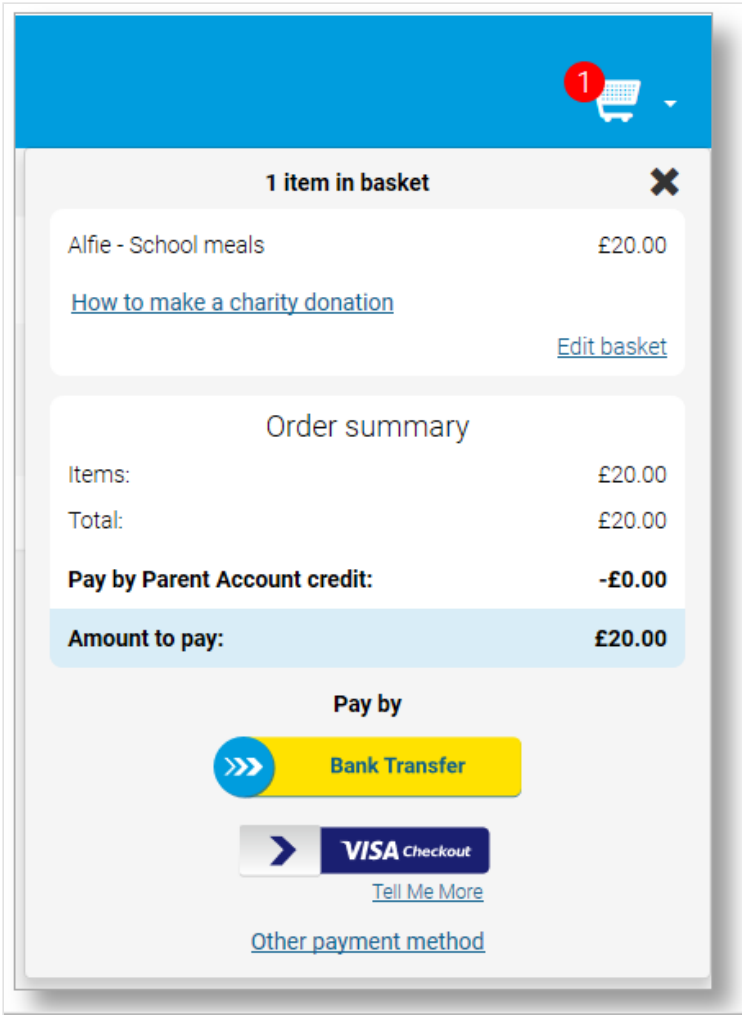 1
1 item in basket
Alfie - School meals £20.00
How to make a charity donation
Edit basket
Order summary
Items: £20.00
Total: £20.00
Pay by Parent Account credit: -£0.00
Amount to pay: £20.00
Pay by
Bank Transfer
VISA Checkout
Tell Me More
Other payment method